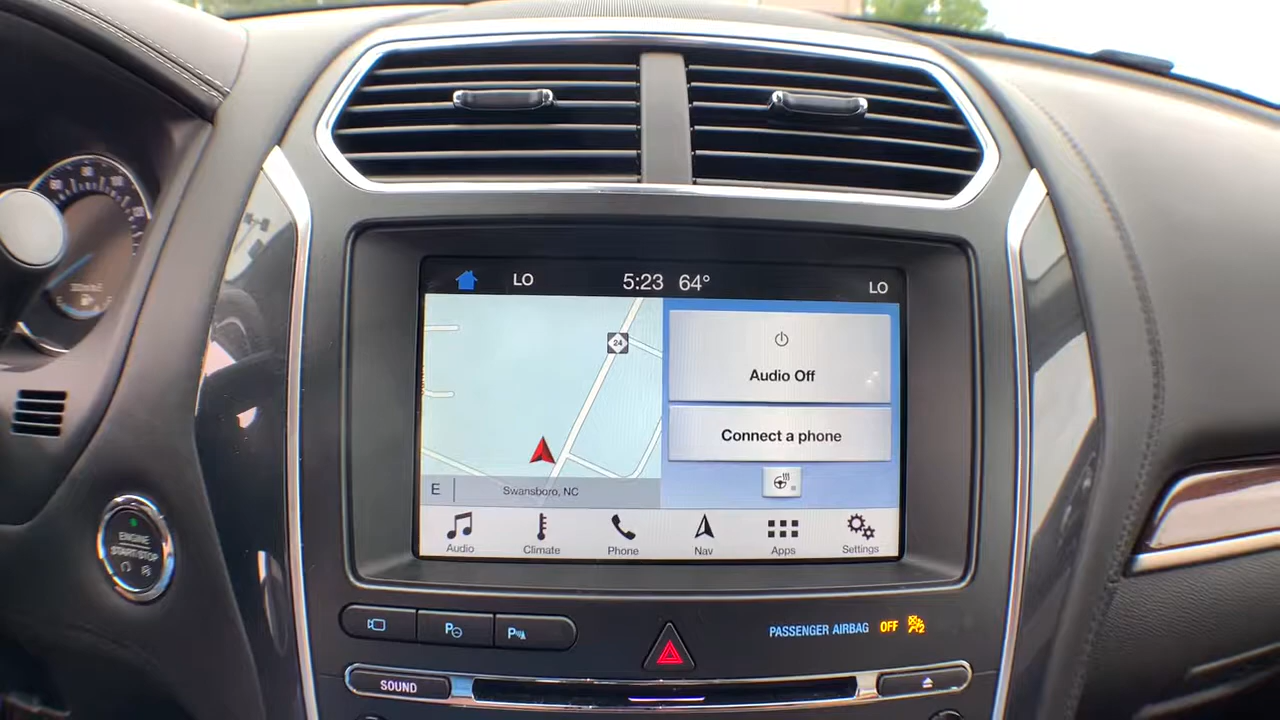 LO 5:23 64° LO
24
Audio Off
Connect a phone
E Swansboro, NC
Audio Climate Phone Nav Apps Settings
ENGINE
START STOP
PASSENGER AIRBAG OFF
SOUND